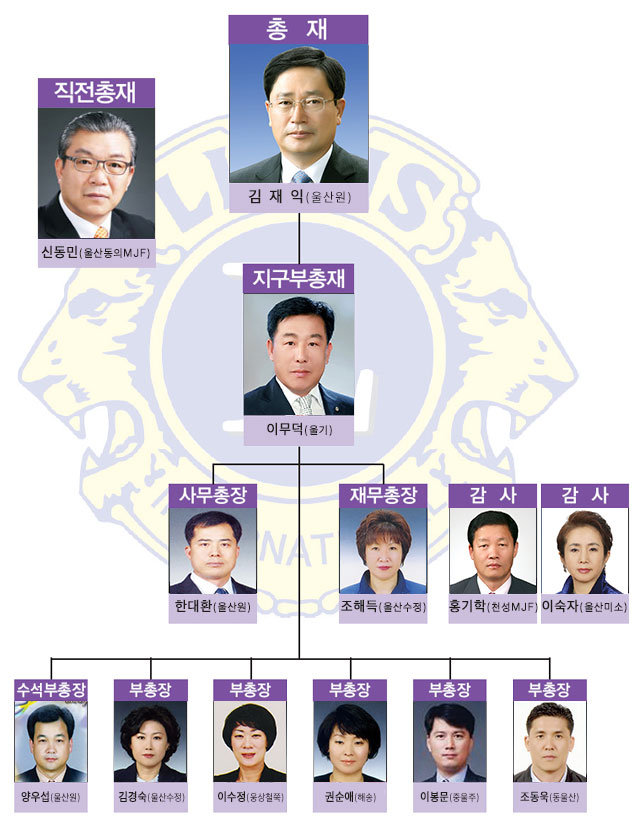 총 재
직전총재
김 재 익(울산원)
신동민(울산동의MJF)
지구부총재
이무덕(울기)
사무총장
재무총장
감 사
감 사
한대환(울산원)
조해득(울산수정)
홍기학(천성MJF)
이숙자(울산미소)
수석부총장
부총장
부총장
부총장
부총장
부총장
양우섭(울산원)
김경숙(울산수정)
이수정(웅상철쭉)
권순애(해송)
이봉문(중울주)
조동욱(동울산)
LIONS
INTERNATIONAL